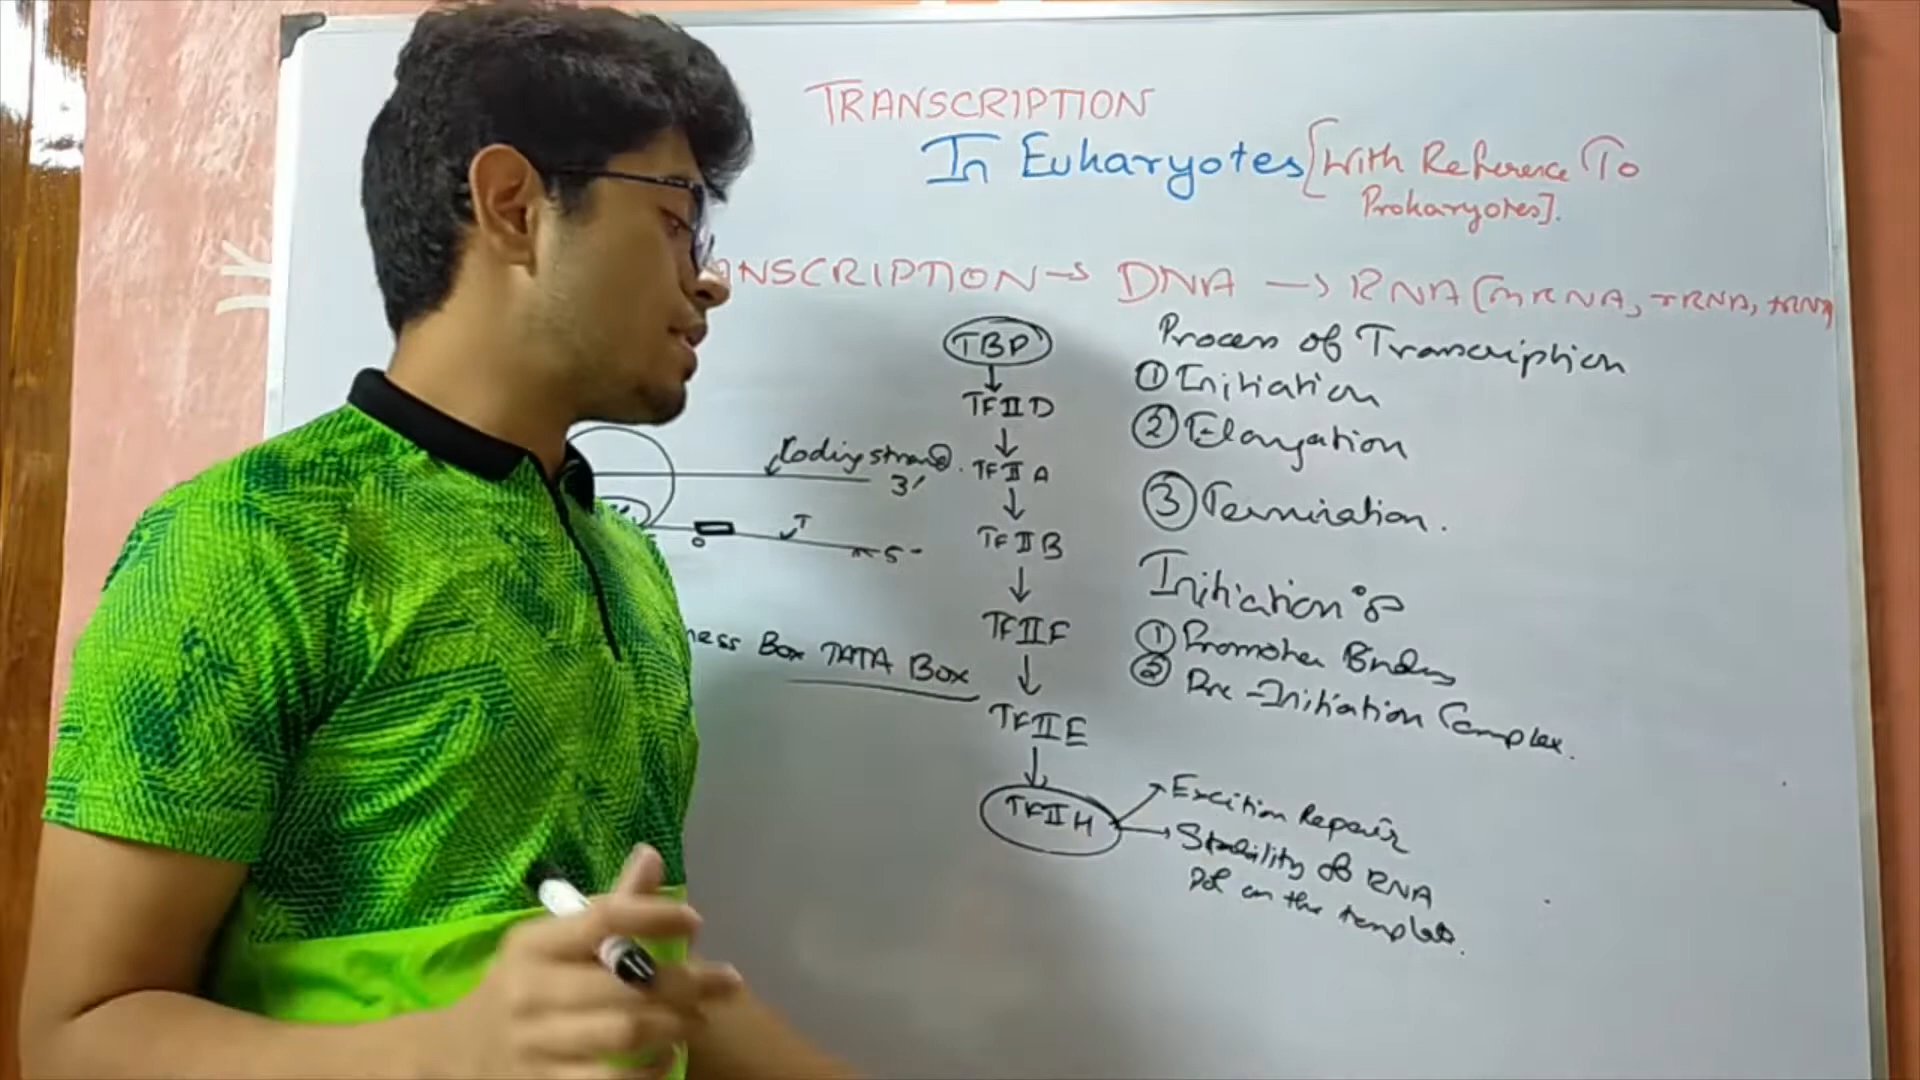 TRANSCRIPTION
In Eukaryotes [With Reference To
Prokaryotes].
ANSCRIPTION → DNA → RNA (mRNA, rRNA, tRNA)
TBP
↓
TFIID
↓
TFIIA
↓
TFIIB
↓
TFIIF
↓
TFIIE
↓
TFIIH
Coding strand.
3'
T
5'
ness Box TATA Box
Process of Transcription
① Initiation
② Elongation
③ Termination.
Initiation :-
① Promoter Binding
② Pre-Initiation Complex.
Excition Repair
Stability of RNA
Pol on the template.